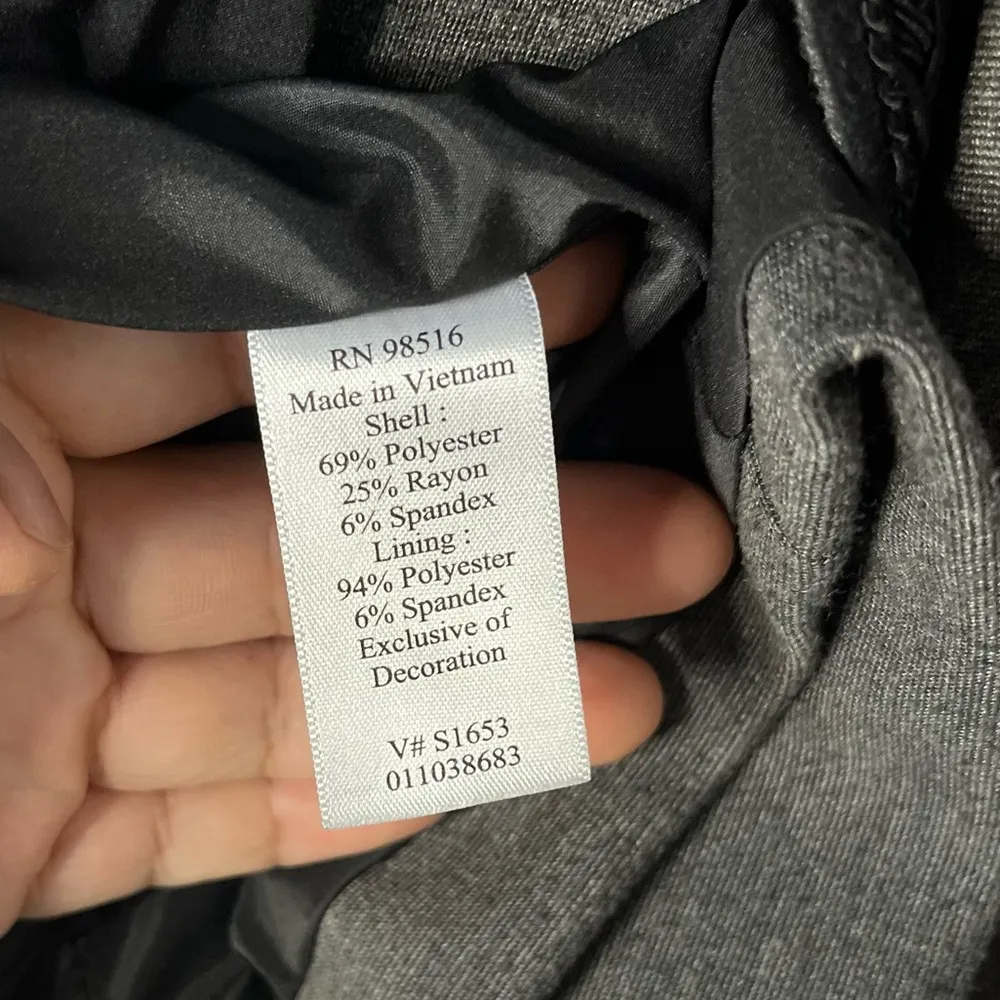 RN 98516
Made in Vietnam
Shell :
69% Polyester
25% Rayon
6% Spandex
Lining :
94% Polyester
6% Spandex
Exclusive of
Decoration
V# S1653
011038683